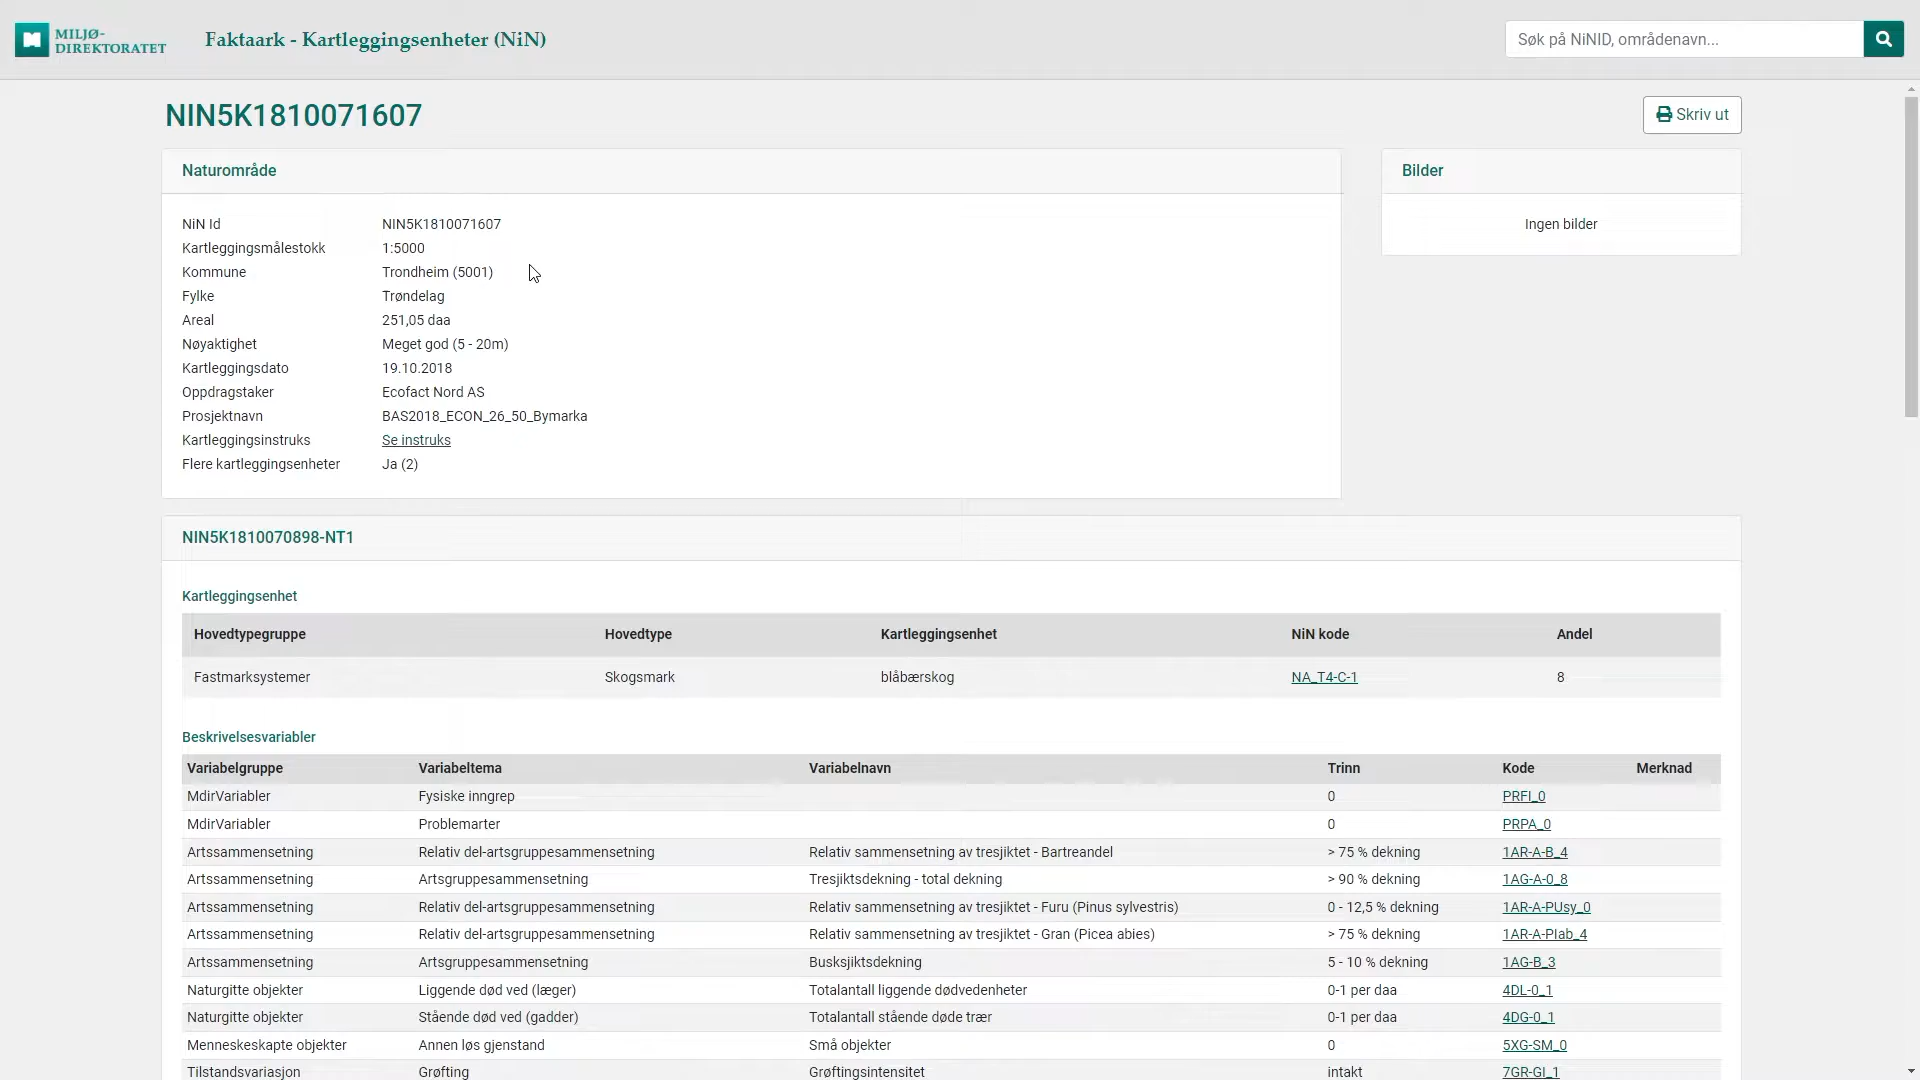 MILJØ-
DIREKTORATET
Faktaark - Kartleggingsenheter (NiN)
Søk på NiNID, områdenavn...
NIN5K1810071607
Skriv ut
Naturområde
NiN Id NIN5K1810071607
Kartleggingsmålestokk 1:5000
Kommune Trondheim (5001)
Fylke Trøndelag
Areal 251,05 daa
Nøyaktighet Meget god (5 - 20m)
Kartleggingsdato 19.10.2018
Oppdragstaker Ecofact Nord AS
Prosjektnavn BAS2018_ECON_26_50_Bymarka
Kartleggingsinstruks Se instruks
Flere kartleggingsenheter Ja (2)
Bilder
Ingen bilder
NIN5K1810070898-NT1
Kartleggingsenhet
Hovedtypegruppe Hovedtype Kartleggingsenhet NiN kode Andel
Fastmarksystemer Skogsmark blåbærskog NA_T4-C-1 8
Beskrivelsesvariabler
Variabelgruppe Variabeltema Variabelnavn Trinn Kode Merknad
MdirVariabler Fysiske inngrep 0 PRFI_0
MdirVariabler Problemarter 0 PRPA_0
Artssammensetning Relativ del-artsgruppesammensetning Relativ sammensetning av tresjiktet - Bartreandel > 75 % dekning 1AR-A-B_4
Artssammensetning Artsgruppesammensetning Tresjiktsdekning - total dekning > 90 % dekning 1AG-A-0_8
Artssammensetning Relativ del-artsgruppesammensetning Relativ sammensetning av tresjiktet - Furu (Pinus sylvestris) 0 - 12,5 % dekning 1AR-A-PUsy_0
Artssammensetning Relativ del-artsgruppesammensetning Relativ sammensetning av tresjiktet - Gran (Picea abies) > 75 % dekning 1AR-A-PIab_4
Artssammensetning Artsgruppesammensetning Busksjiktsdekning 5 - 10 % dekning 1AG-B_3
Naturgitte objekter Liggende død ved (læger) Totalantall liggende dødvedenheter 0-1 per daa 4DL-0_1
Naturgitte objekter Stående død ved (gadder) Totalantall stående døde trær 0-1 per daa 4DG-0_1
Menneskeskapte objekter Annen løs gjenstand Små objekter 0 5XG-SM_0
Tilstandsvariasjon Grøfting Grøftingsintensitet intakt 7GR-GI_1